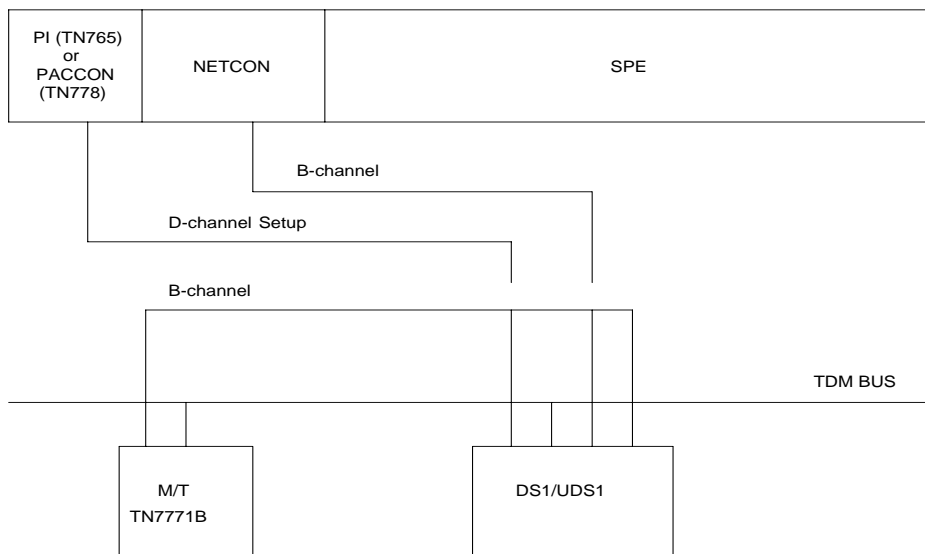 PI (TN765)
or
PACCON
(TN778)
NETCON
SPE
B-channel
D-channel Setup
B-channel
TDM BUS
M/T
TN7771B
DS1/UDS1